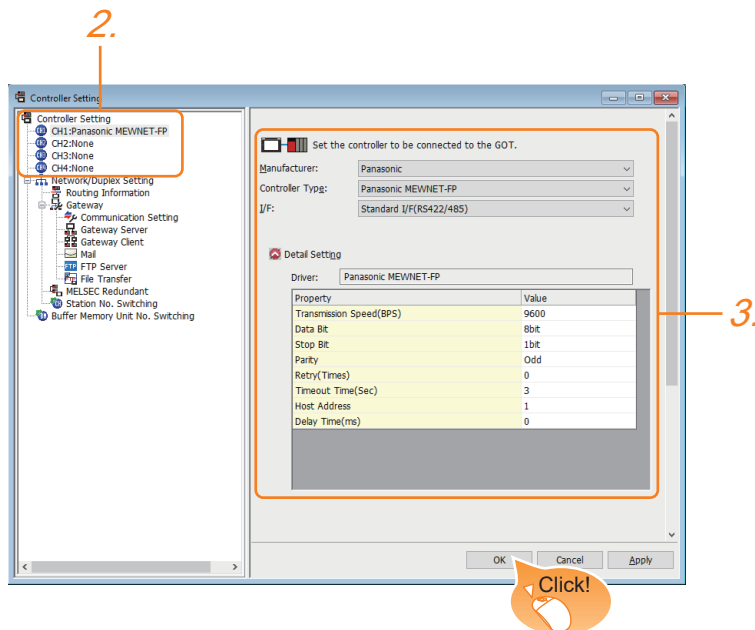 2.
Controller Setting
Controller Setting
CH1:Panasonic MEWNET-FP
CH2:None
CH3:None
CH4:None
Network/Duplex Setting
Routing Information
Gateway
Communication Setting
Gateway Server
Gateway Client
Mail
FTP Server
File Transfer
MELSEC Redundant
Station No. Switching
Buffer Memory Unit No. Switching
Set the controller to be connected to the GOT.
Manufacturer: Panasonic
Controller Type: Panasonic MEWNET-FP
I/F: Standard I/F(RS422/485)
Detail Setting
Driver: Panasonic MEWNET-FP
Property Value
Transmission Speed(BPS) 9600
Data Bit 8bit
Stop Bit 1bit
Parity Odd
Retry(Times) 0
Timeout Time(Sec) 3
Host Address 1
Delay Time(ms) 0
3.
OK Cancel Apply
Click!